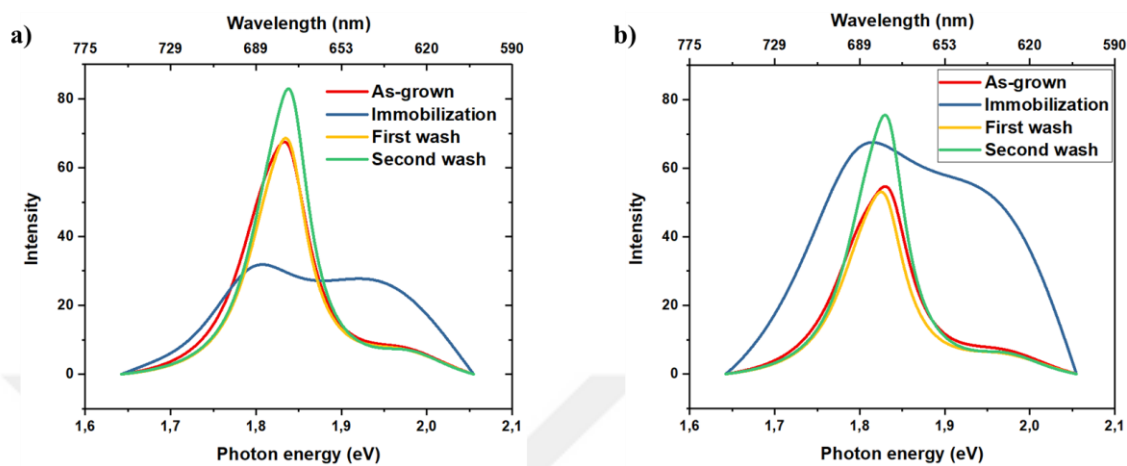 a)
Wavelength (nm)
775 729 689 653 620 590
As-grown
Immobilization
First wash
Second wash
80
60
40
20
0
Intensity
1,6 1,7 1,8 1,9 2,0 2,1
Photon energy (eV)
b)
Wavelength (nm)
775 729 689 653 620 590
As-grown
Immobilization
First wash
Second wash
80
60
40
20
0
Intensity
1,6 1,7 1,8 1,9 2,0 2,1
Photon energy (eV)